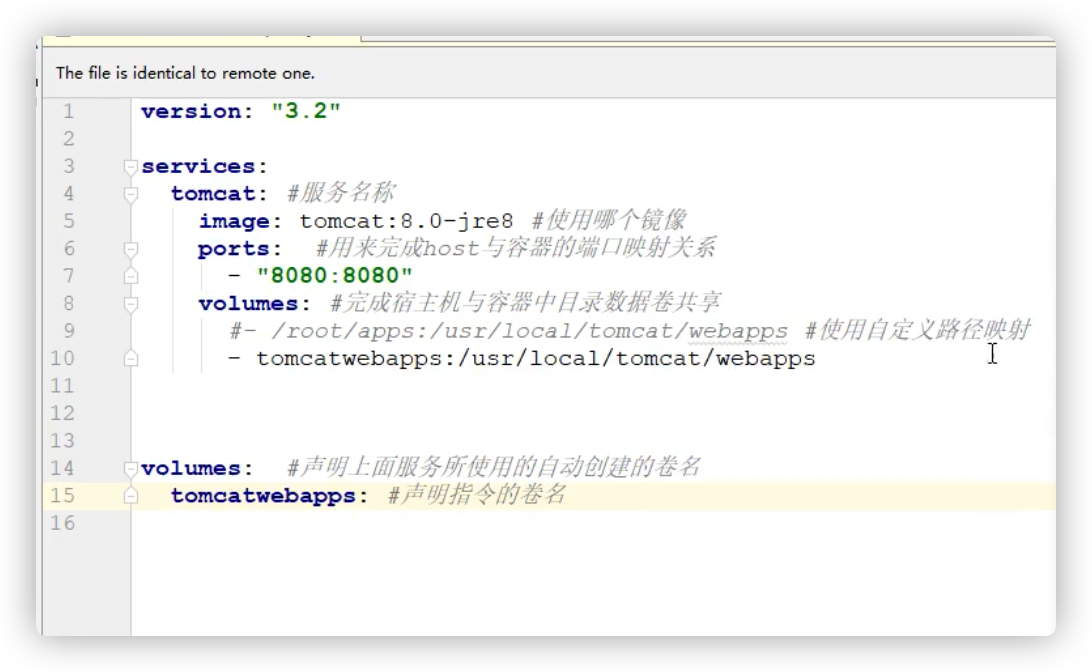 The file is identical to remote one.
1 version: "3.2"
2
3 services:
4 tomcat: #服务名称
5 image: tomcat:8.0-jre8 #使用哪个镜像
6 ports: #用来完成host与容器的端口映射关系
7 - "8080:8080"
8 volumes: #完成宿主机与容器中目录数据卷共享
9 #- /root/apps:/usr/local/tomcat/webapps #使用自定义路径映射
10 - tomcatwebapps:/usr/local/tomcat/webapps
11
12
13
14 volumes: #声明上面服务所使用的自动创建的卷名
15 tomcatwebapps: #声明指令的卷名
16